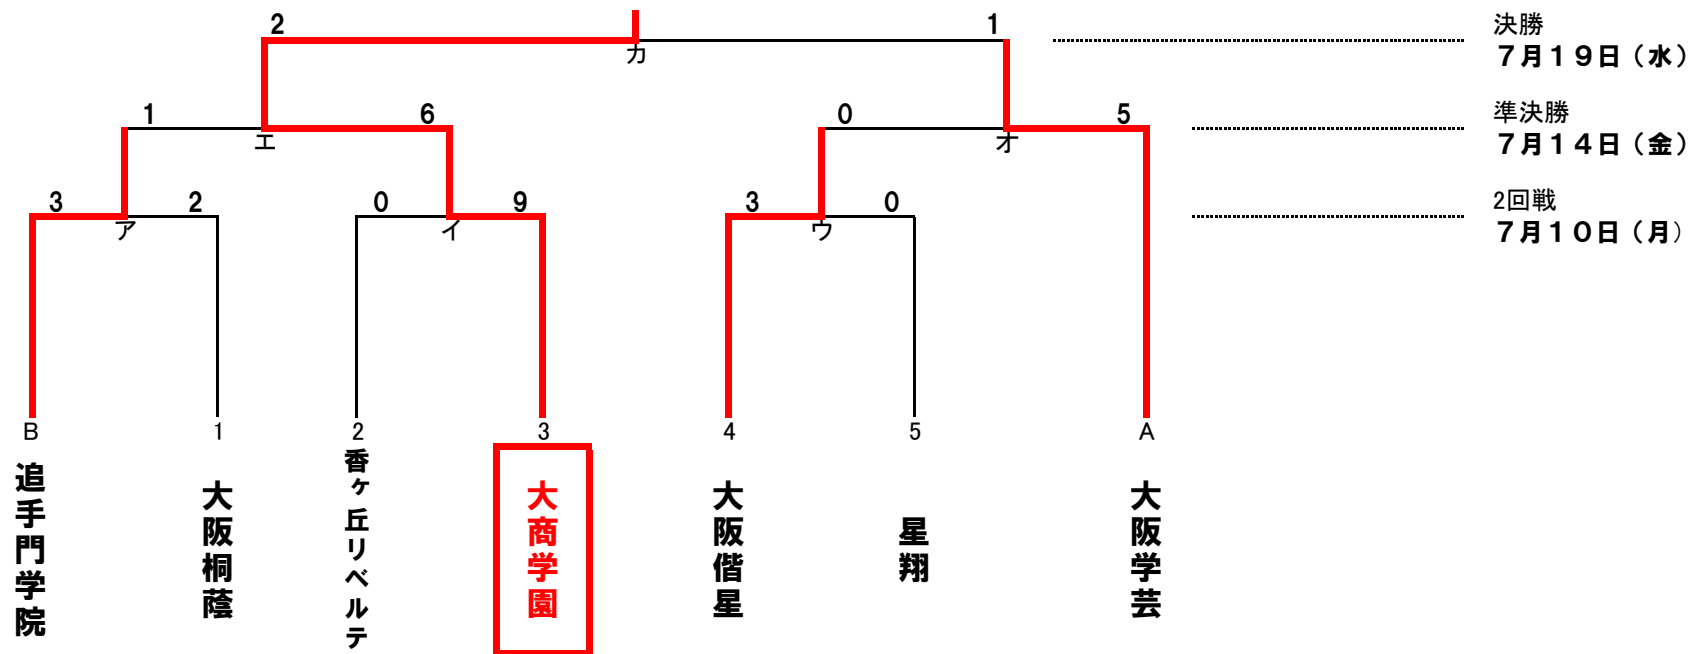 2
1
カ
決勝
７月１９日（水）
1
6
エ
0
5
オ
準決勝
７月１４日（金）
3
2
ア
0
9
イ
3
0
ウ
2回戦
７月１０日（月）
B
1
2
3
4
5
A
追手門学院
大阪桐蔭
香ヶ丘リベルテ
大商学園
大阪偕星
星翔
大阪学芸